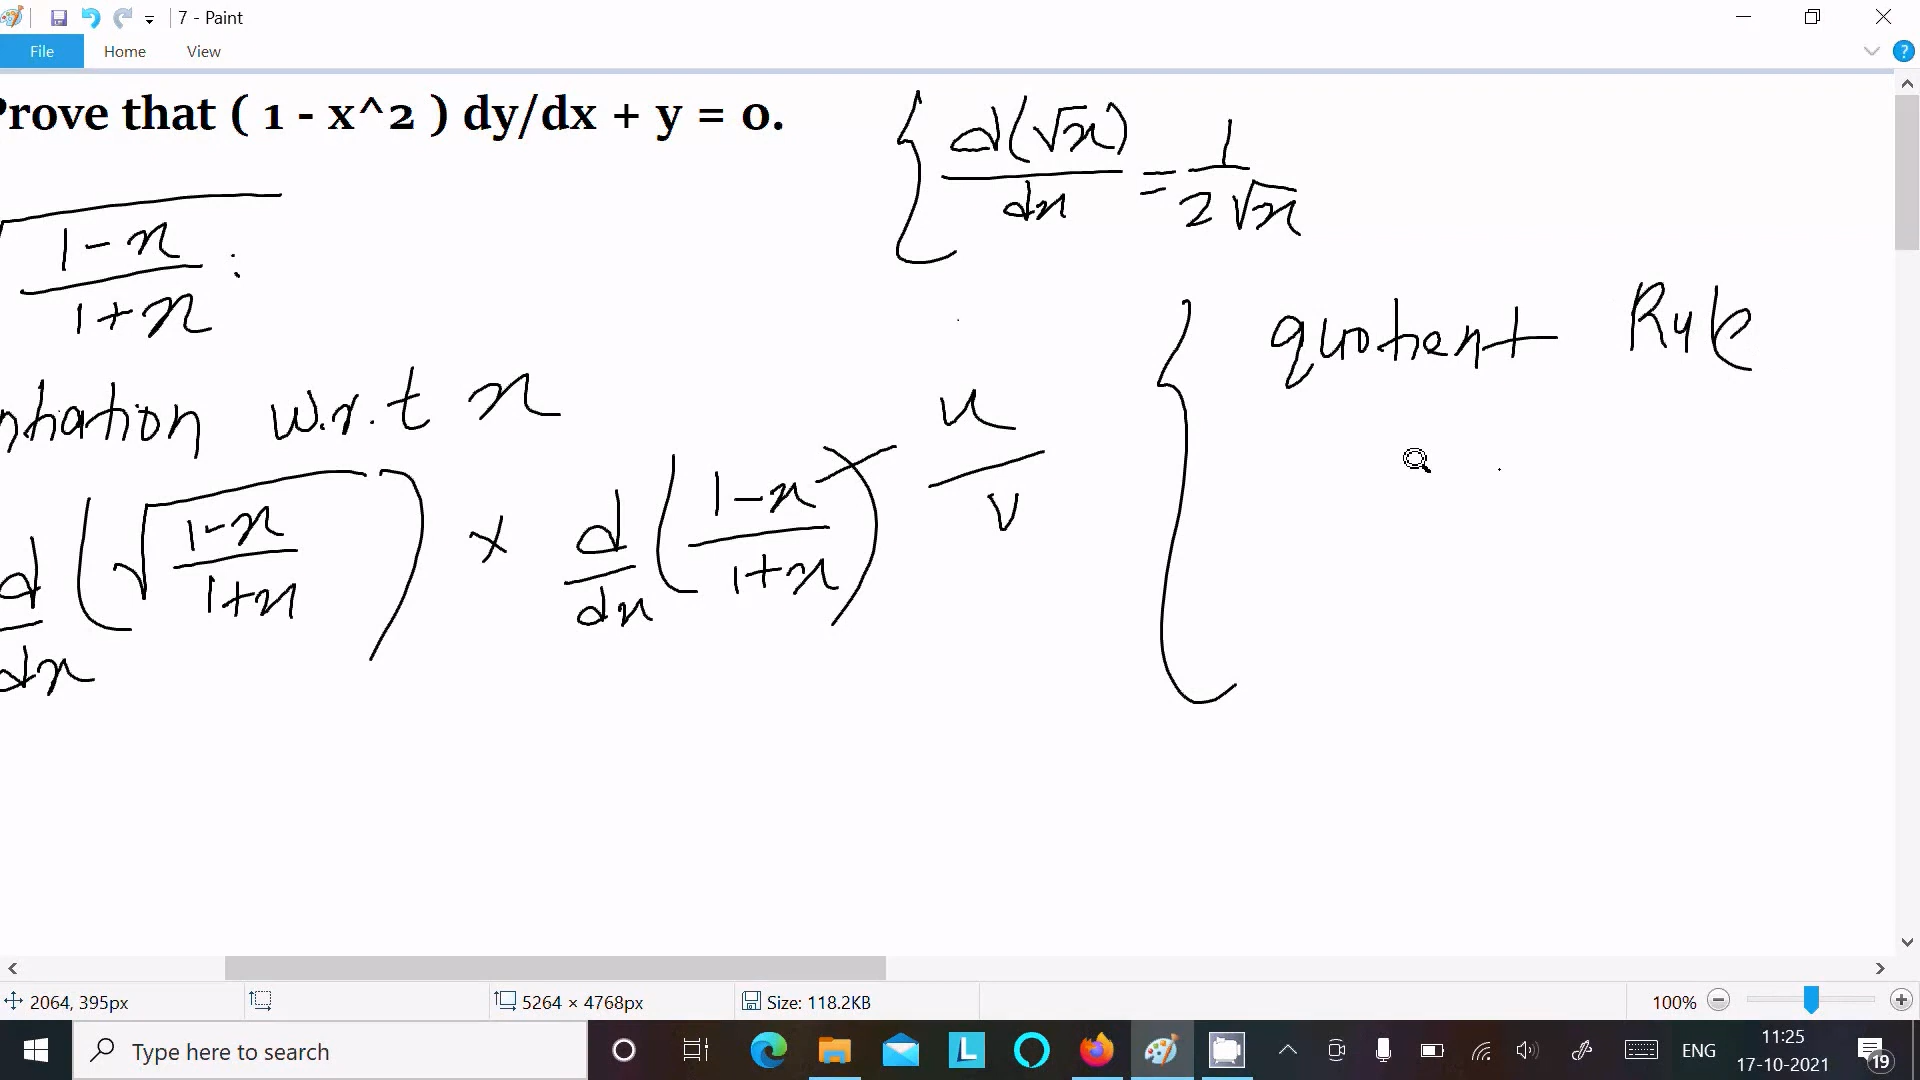 7 - Paint
File Home View
Prove that ( 1 - x^2 ) dy/dx + y = 0.
d(√x)/dx = 1/2√x
1-x/1+x :
quotient Rule
ntiation w.r.t x
u/v
d/dx (√1-x/1+x) × d/dx (1-x/1+x)
2064, 395px 5264 × 4768px Size: 118.2KB 100%
Type here to search
L
ENG
11:25
17-10-2021
19